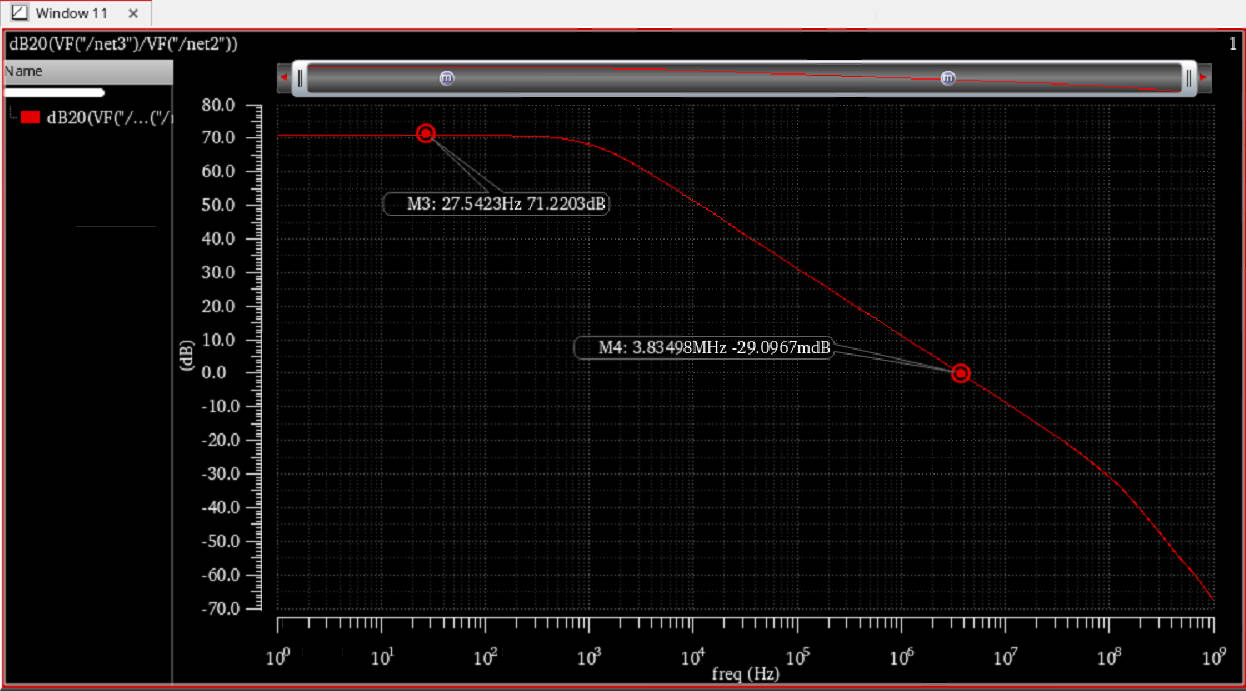 Window 11 ×
dB20(VF("/net3")/VF("/net2"))
1
Name
dB20(VF("/...("/
m
m
80.0
70.0
60.0
50.0
40.0
30.0
20.0
10.0
0.0
-10.0
-20.0
-30.0
-40.0
-50.0
-60.0
-70.0
(dB)
M3: 27.5423Hz 71.2203dB
M4: 3.83498MHz -29.0967mdB
10⁰ 10¹ 10² 10³ 10⁴ 10⁵ 10⁶ 10⁷ 10⁸ 10⁹
freq (Hz)